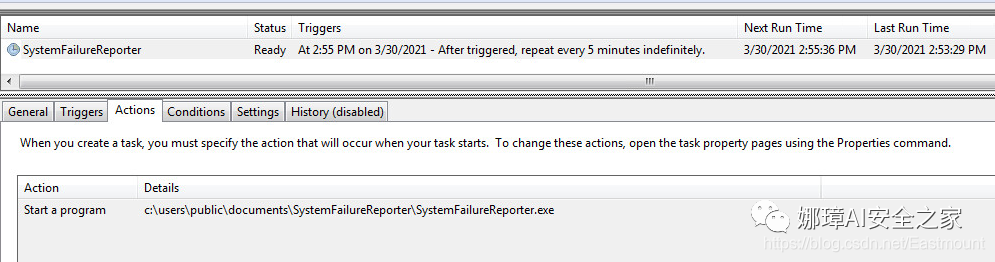 Name Status Triggers Next Run Time Last Run Time
SystemFailureReporter Ready At 2:55 PM on 3/30/2021 - After triggered, repeat every 5 minutes indefinitely. 3/30/2021 2:55:36 PM 3/30/2021 2:53:29 PM
General Triggers Actions Conditions Settings History (disabled)
When you create a task, you must specify the action that will occur when your task starts. To change these actions, open the task property pages using the Properties command.
Action Details
Start a program c:\users\public\documents\SystemFailureReporter\SystemFailureReporter.exe
娜璋AI安全之家
https://blog.csdn.net/Eastmount